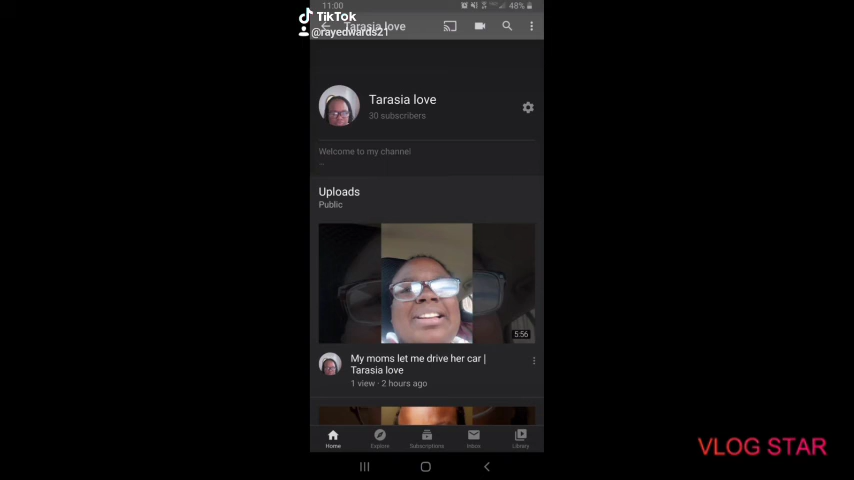 11:00
48%
TikTok
@rayedwards21
Tarasia love
Tarasia love
30 subscribers
Welcome to my channel
Uploads
Public
5:56
My moms let me drive her car |
Tarasia love
1 view · 2 hours ago
Home
Explore
Subscriptions
Inbox
Library
VLOG STAR